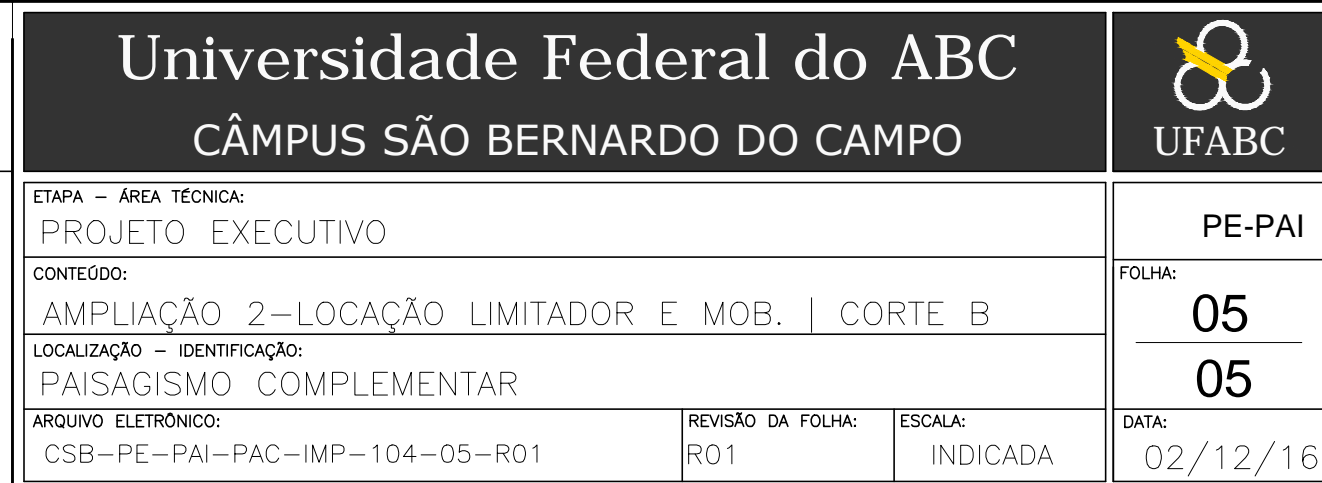 Universidade Federal do ABC
CÂMPUS SÃO BERNARDO DO CAMPO
UFABC
ETAPA – ÁREA TÉCNICA:
PROJETO EXECUTIVO
PE-PAI
CONTEÚDO:
AMPLIAÇÃO 2–LOCAÇÃO LIMITADOR E MOB. | CORTE B
FOLHA:
05
05
LOCALIZAÇÃO – IDENTIFICAÇÃO:
PAISAGISMO COMPLEMENTAR
ARQUIVO ELETRÔNICO:
CSB–PE–PAI–PAC–IMP–104–05–R01
REVISÃO DA FOLHA:
R01
ESCALA:
INDICADA
DATA:
02/12/16